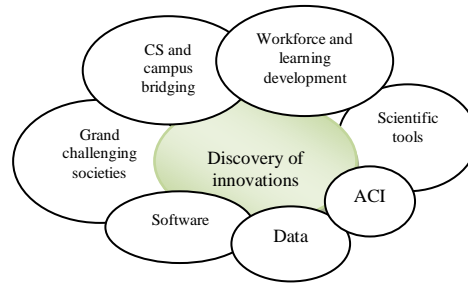 CS and
campus
bridging
Workforce and
learning
development
Scientific
tools
Grand
challenging
societies
Discovery of
innovations
ACI
Software
Data